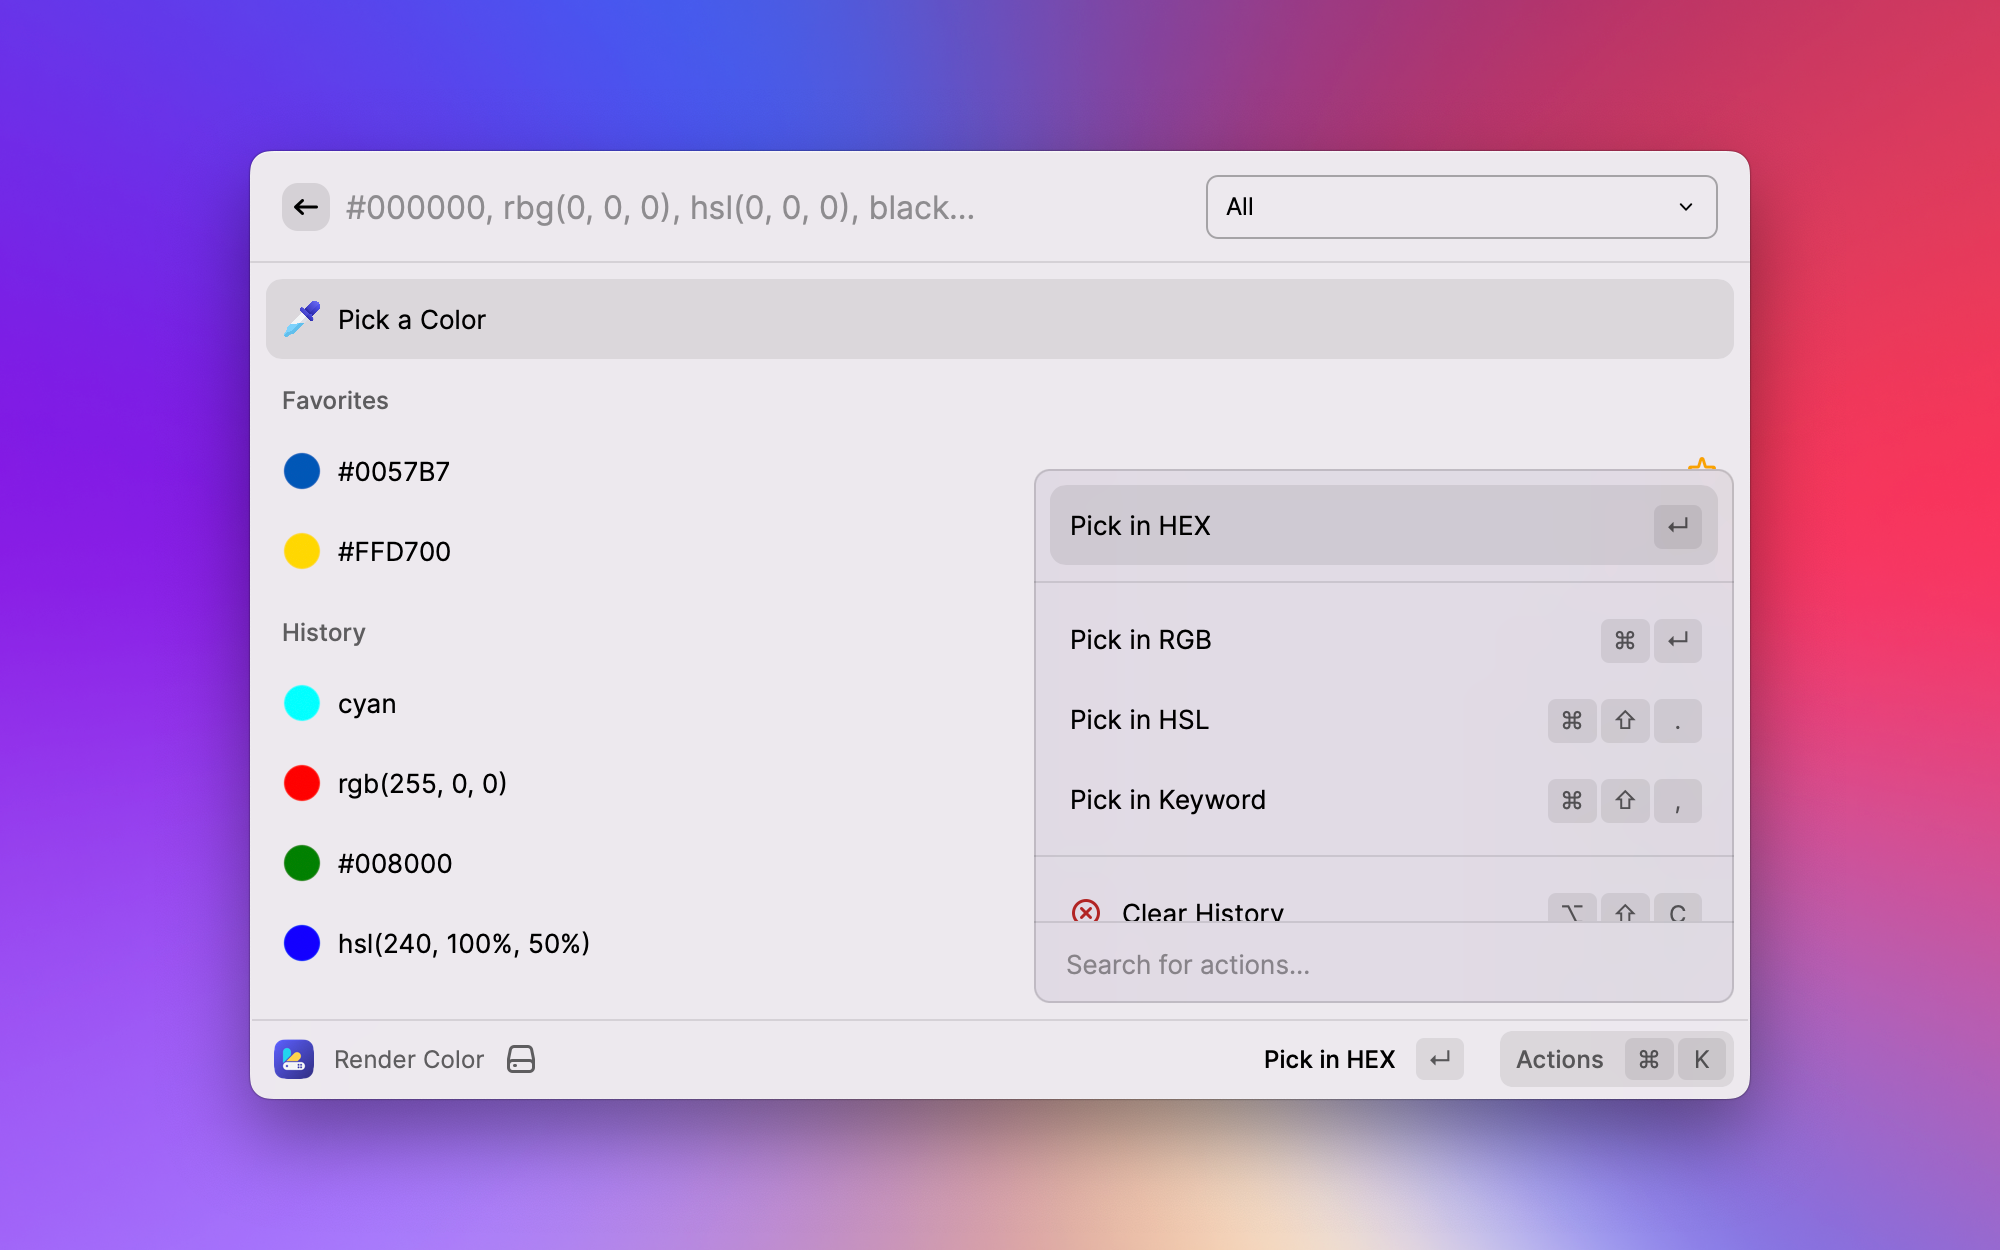 #000000, rbg(0, 0, 0), hsl(0, 0, 0), black...
All
Pick a Color
Favorites
#0057B7
#FFD700
History
cyan
rgb(255, 0, 0)
#008000
hsl(240, 100%, 50%)
Pick in HEX ↵
Pick in RGB ⌘ ↵
Pick in HSL ⌘ ⇧ .
Pick in Keyword ⌘ ⇧ ,
Clear History ⌥ ⇧ C
Search for actions...
Render Color
Pick in HEX ↵
Actions ⌘ K